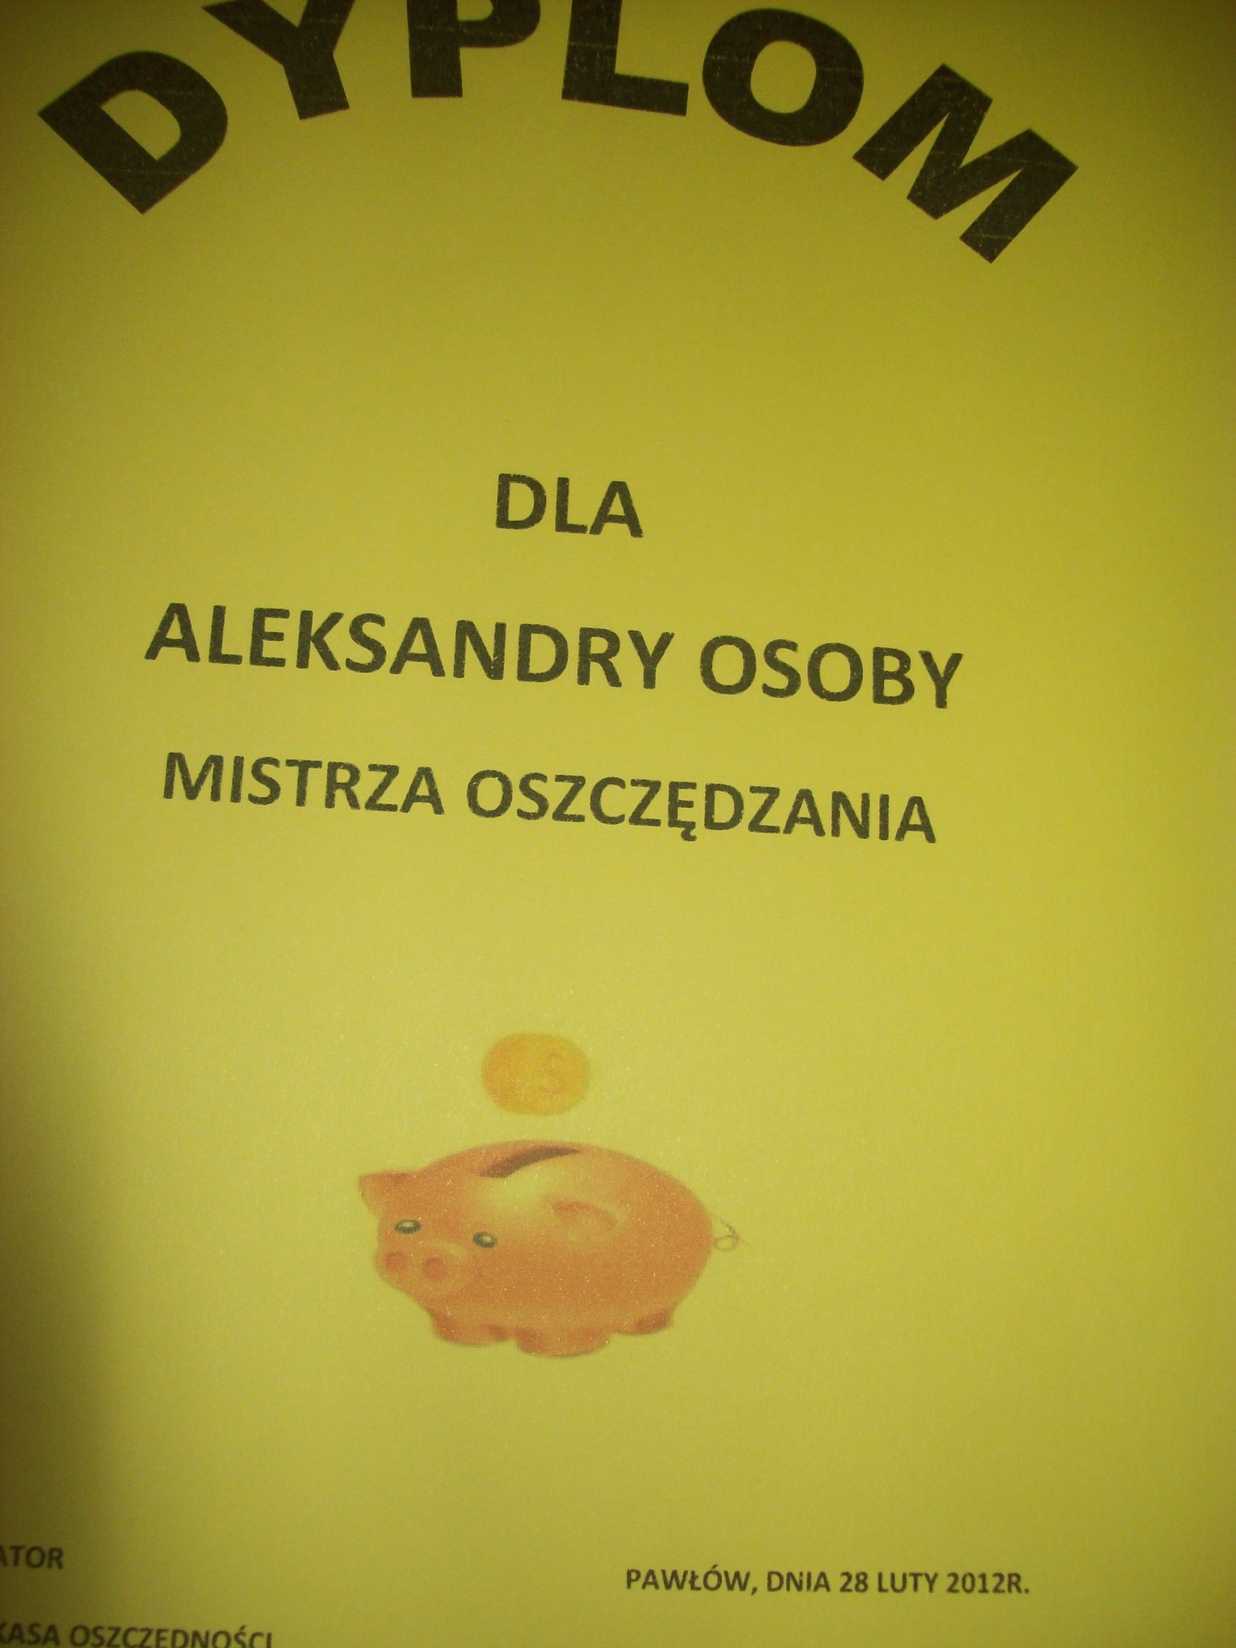 DYPLOM
DLA
ALEKSANDRY OSOBY
MISTRZA OSZCZĘDZANIA
$
ATOR
PAWŁÓW, DNIA 28 LUTY 2012R.
KASA OSZCZĘDNOŚCI